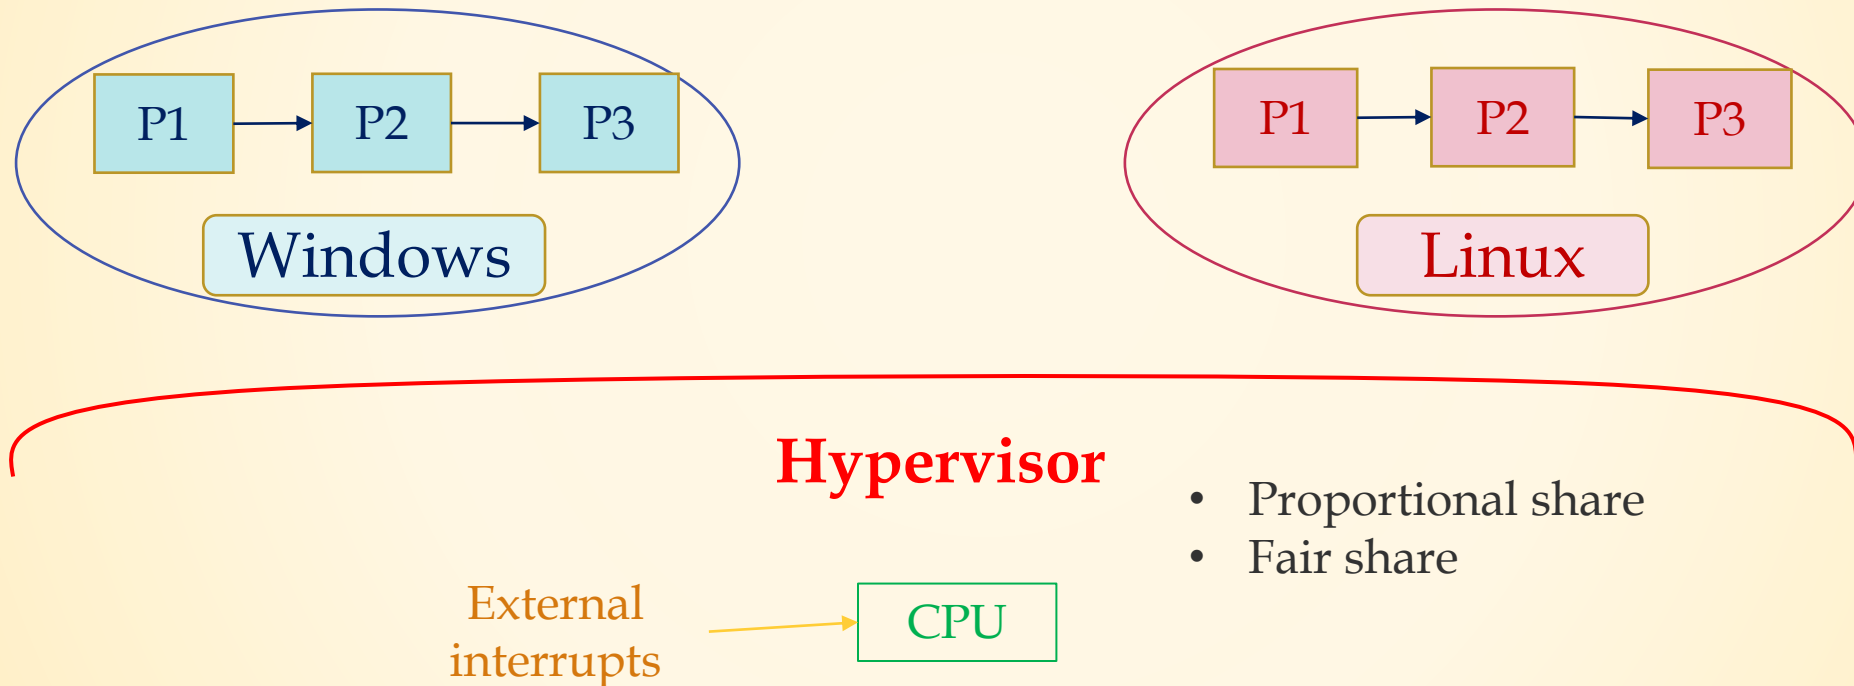 P1 P2 P3
Windows
P1 P2 P3
Linux
Hypervisor
• Proportional share
• Fair share
External
interrupts
CPU